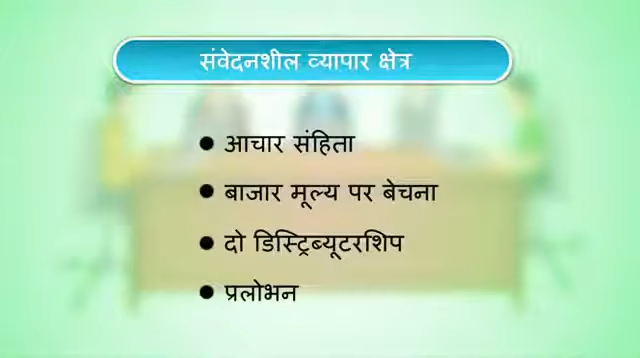 संवेदनशील व्यापार क्षेत्र
● आचार संहिता
● बाजार मूल्य पर बेचना
● दो डिस्ट्रिब्यूटरशिप
● प्रलोभन